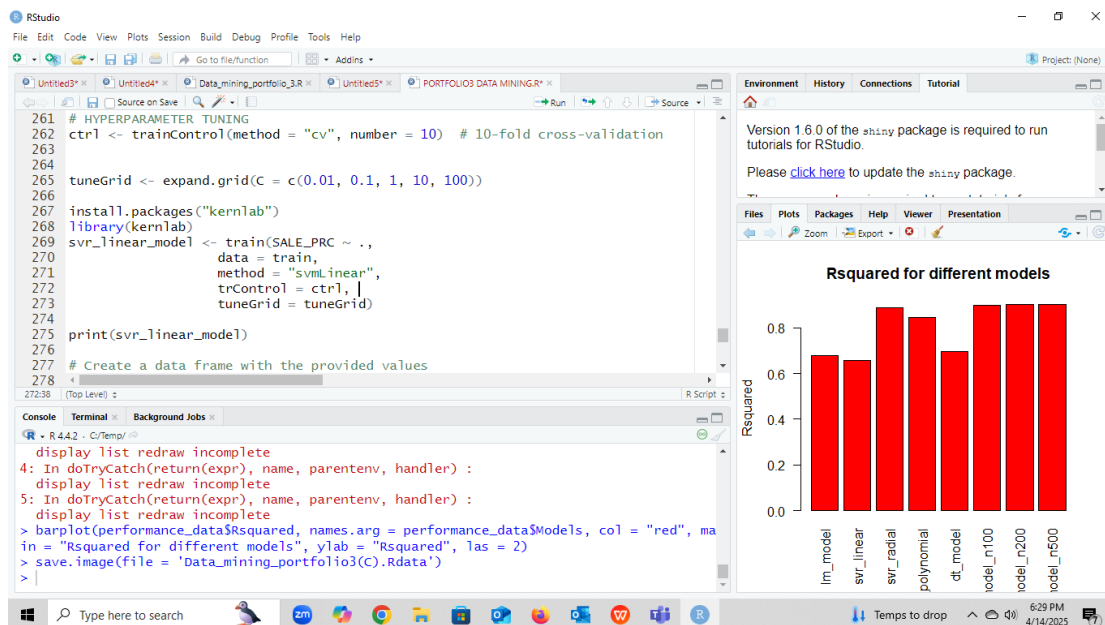 RStudio
File Edit Code View Plots Session Build Debug Profile Tools Help
Go to file/function Addins Project: (None)
Untitled3* Untitled4* Data_mining_portfolio_3.R Untitled5* PORTFOLIO3 DATA MINING.R*
Source on Save Run Source
261 # HYPERPARAMETER TUNING
262 ctrl <- trainControl(method = "cv", number = 10) # 10-fold cross-validation
263
264
265 tuneGrid <- expand.grid(C = c(0.01, 0.1, 1, 10, 100))
266
267 install.packages("kernlab")
268 library(kernlab)
269 svr_linear_model <- train(SALE_PRC ~ .,
270 data = train,
271 method = "svmLinear",
272 trControl = ctrl,
273 tuneGrid = tuneGrid)
274
275 print(svr_linear_model)
276
277 # Create a data frame with the provided values
278
272:38 (Top Level) R Script
Console Terminal Background Jobs
R 4.4.2 · C:/Temp/
display list redraw incomplete
4: In doTryCatch(return(expr), name, parentenv, handler) :
display list redraw incomplete
5: In doTryCatch(return(expr), name, parentenv, handler) :
display list redraw incomplete
> barplot(performance_data$Rsquared, names.arg = performance_data$Models, col = "red", ma
in = "Rsquared for different models", ylab = "Rsquared", las = 2)
> save.image(file = 'Data_mining_portfolio3(C).Rdata')
>
Environment History Connections Tutorial
Version 1.6.0 of the shiny package is required to run
tutorials for RStudio.
Please click here to update the shiny package.
Files Plots Packages Help Viewer Presentation
Zoom Export
Rsquared for different models
Rsquared
0.8
0.6
0.4
0.2
0.0
lm_model
svr_linear
svr_radial
polynomial
dt_model
nodel_n100
nodel_n200
nodel_n500
Type here to search
zm
Temps to drop
6:29 PM
4/14/2025